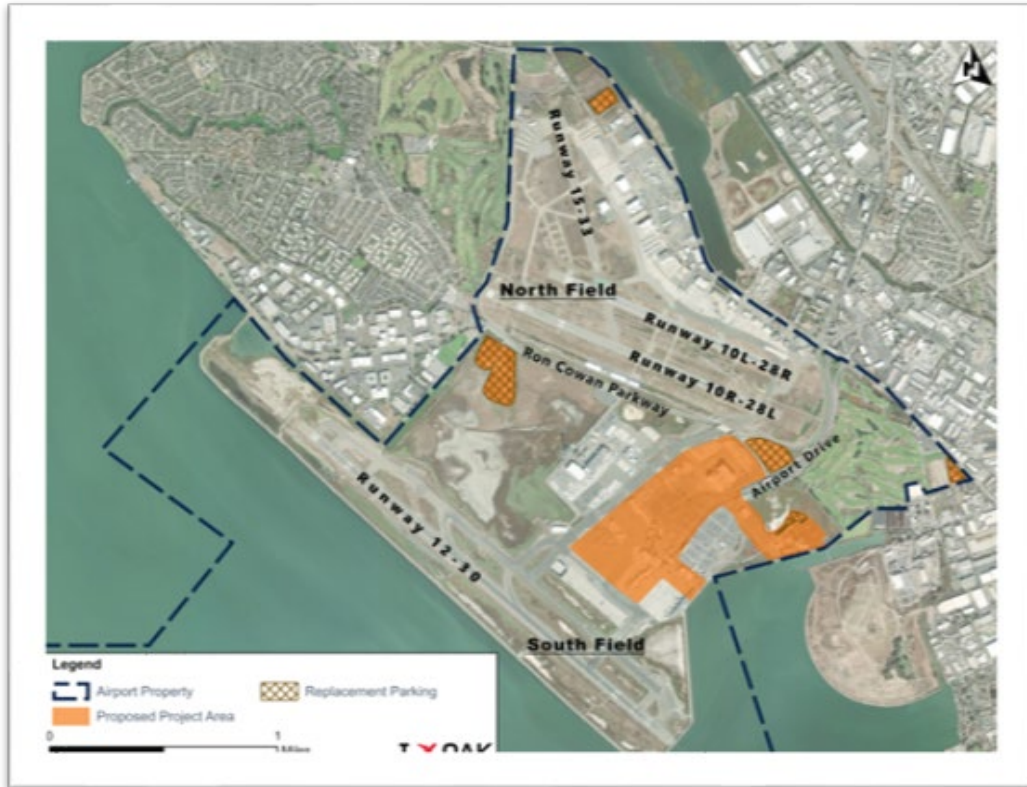 Runway 15-33
North Field
Runway 10L-28R
Runway 10R-28L
Ron Cowan Parkway
Airport Drive
Runway 12-30
South Field
Legend
Airport Property
Replacement Parking
Proposed Project Area
0
1
Miles
I OAK